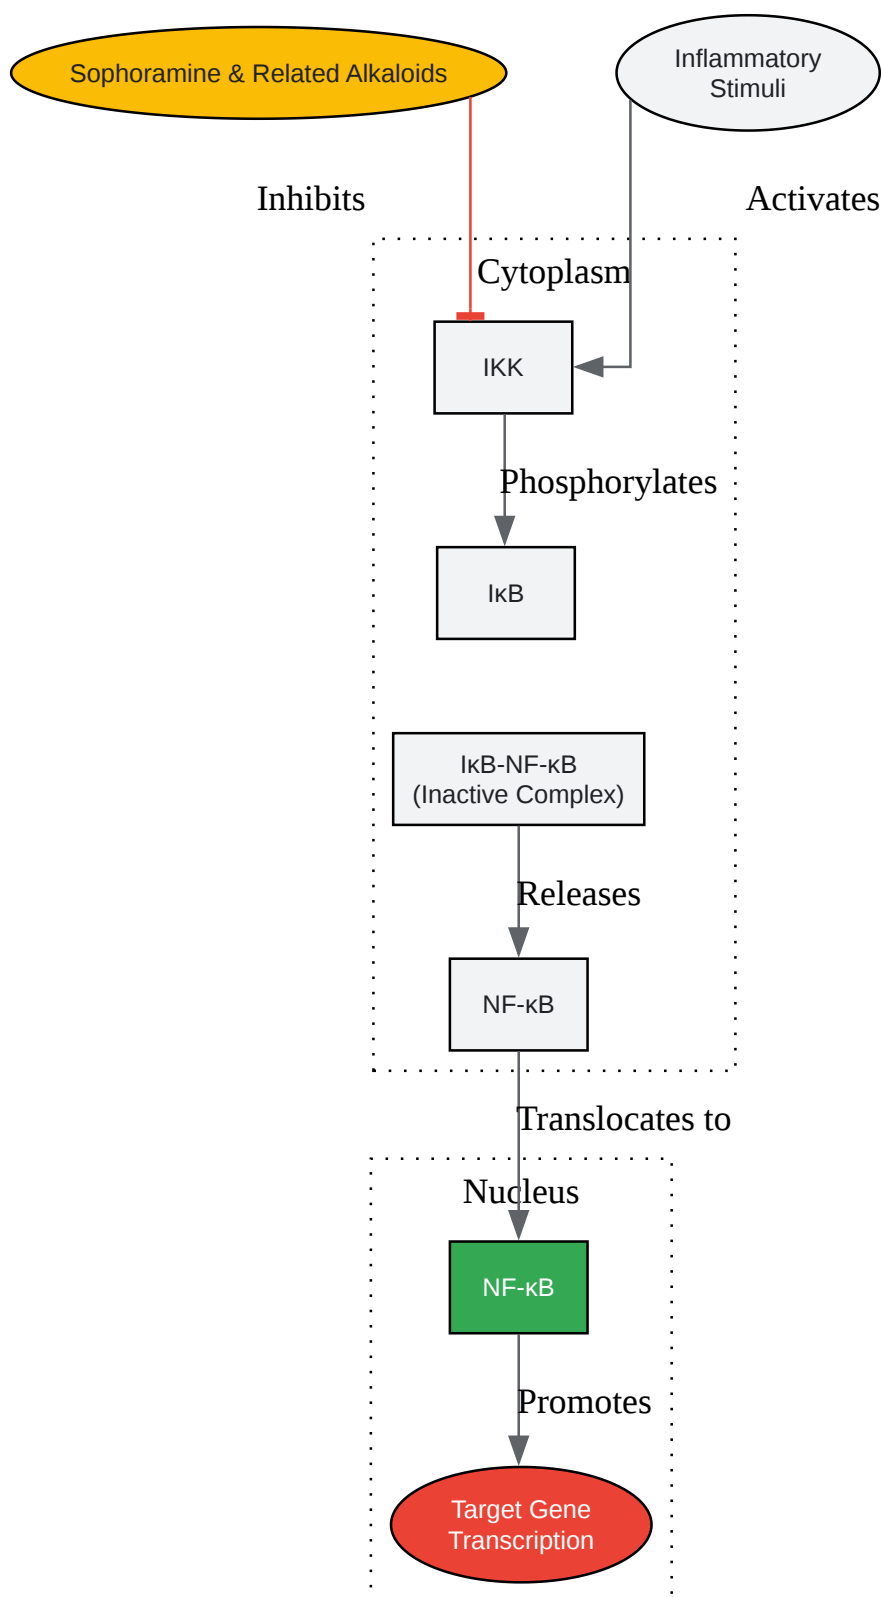 Sophoramine & Related Alkaloids
Inflammatory
Stimuli
Inhibits
Activates
Cytoplasm
IKK
Phosphorylates
IκB
IκB-NF-κB
(Inactive Complex)
Releases
NF-κB
Translocates to
Nucleus
NF-κB
Promotes
Target Gene
Transcription